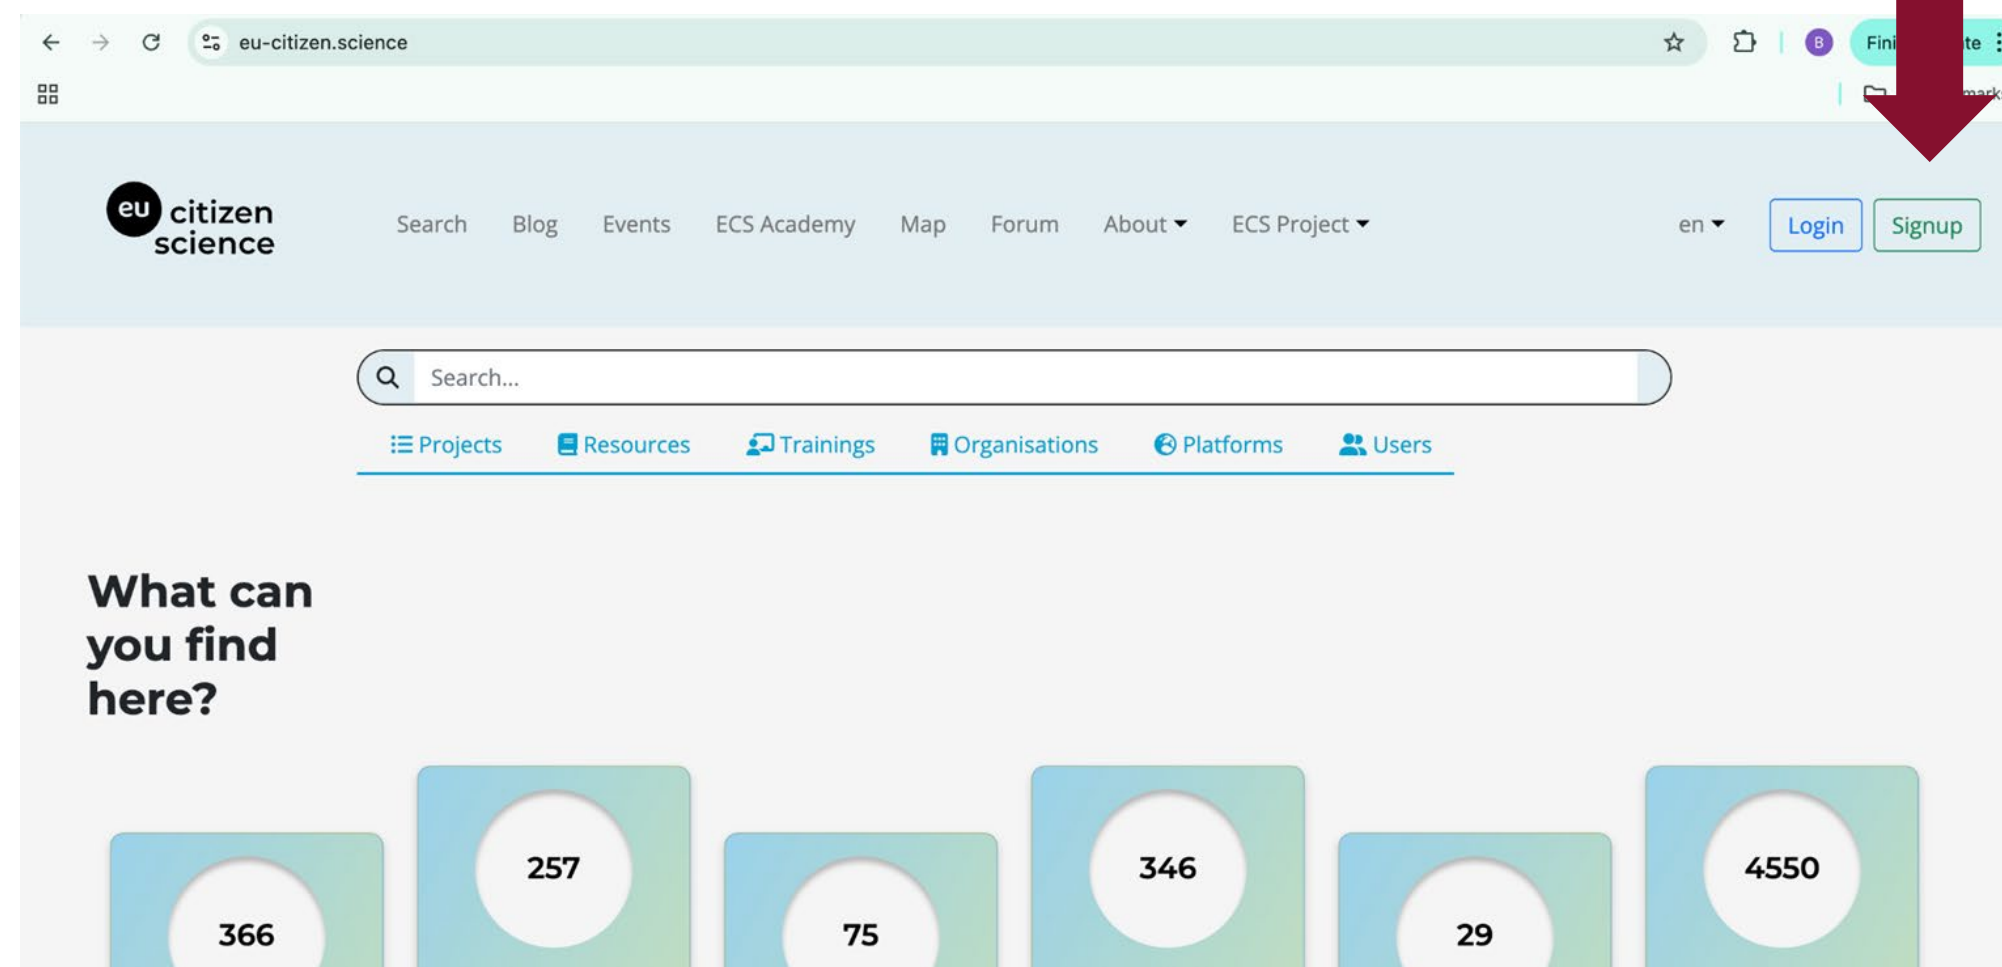 eu-citizen.science
B
eu citizen
science
Search Blog Events ECS Academy Map Forum About ECS Project en Login Signup
Search...
Projects Resources Trainings Organisations Platforms Users
What can
you find
here?
257 346 4550
366 75 29